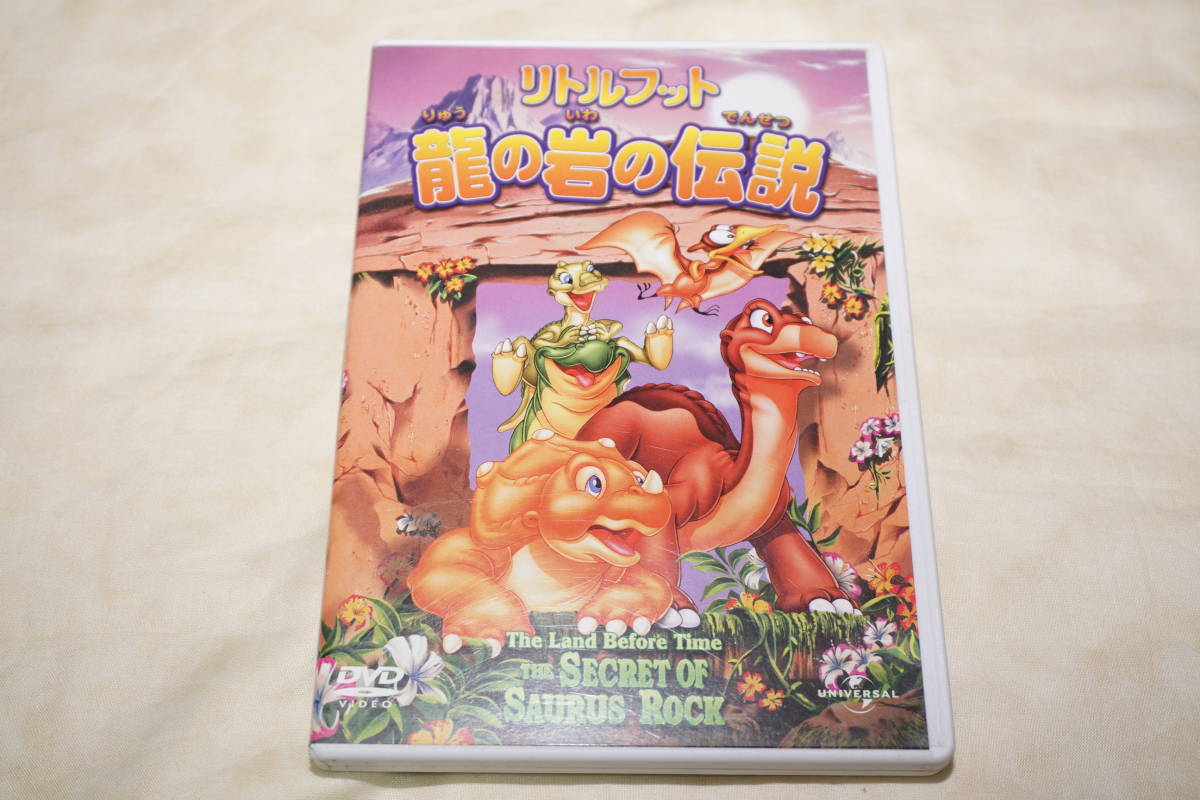 リトルフット
りゅう いわ でんせつ
龍の岩の伝説
The Land Before Time
THE SECRET OF
SAURUS ROCK
DVD
VIDEO
UNIVERSAL